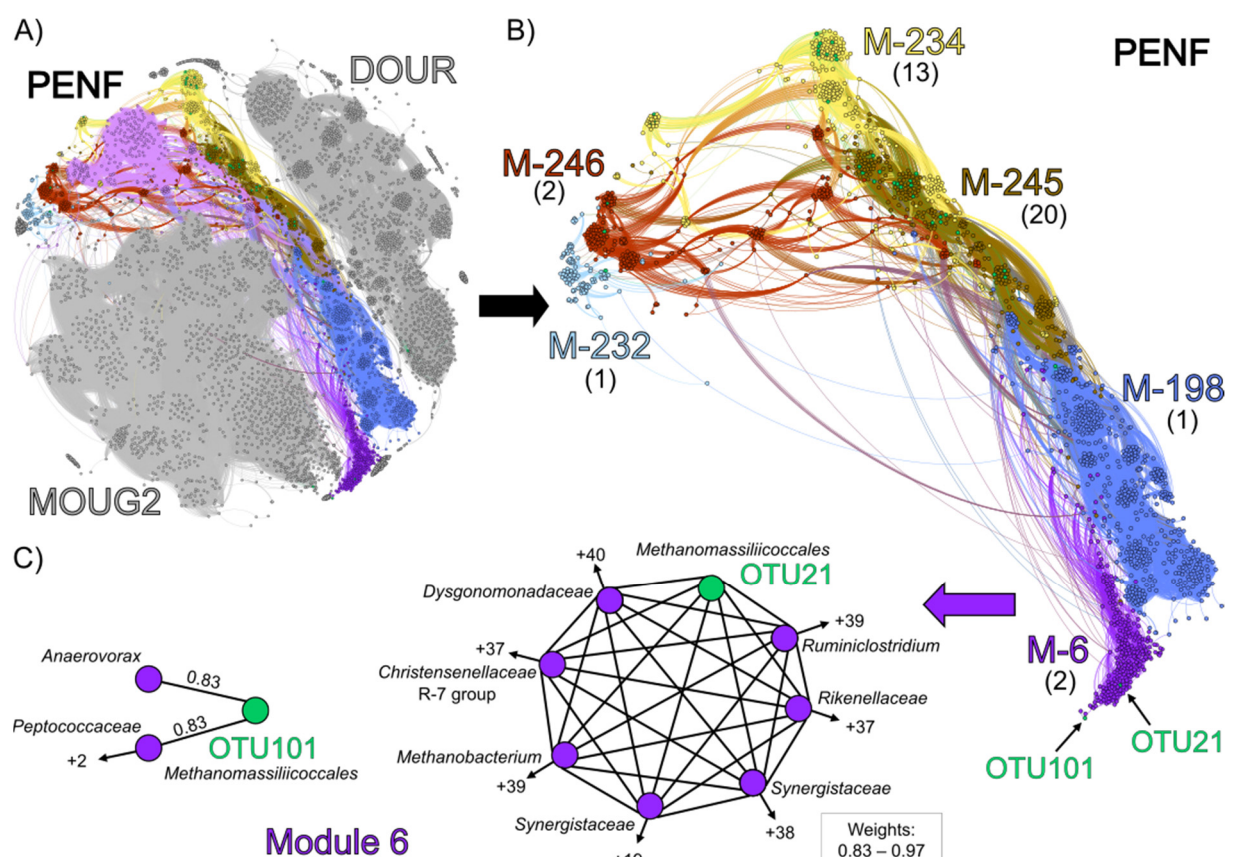 A)
PENF
DOUR
MOUG2
B)
PENF
M-234
(13)
M-246
(2)
M-245
(20)
M-232
(1)
M-198
(1)
M-6
(2)
OTU101
OTU21
C)
Anaerovorax
0.83
Peptococcaceae
0.83
+2
OTU101
Methanomassiliicoccales
Module 6
+40
Methanomassiliicoccales
OTU21
Dysgonomonadaceae
+39
Ruminiclostridium
+37
Christensenellaceae
R-7 group
Rikenellaceae
+37
Methanobacterium
+39
Synergistaceae
+38
Synergistaceae
Weights:
0.83 – 0.97